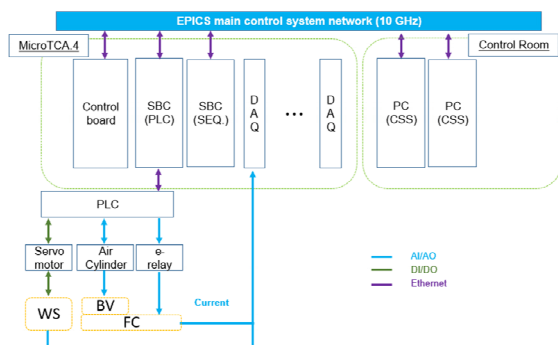 EPICS main control system network (10 GHz)
MicroTCA.4
Control Room
Control
board
SBC
(PLC)
SBC
(SEQ.)
D
A
Q
...
D
A
Q
PC
(CSS)
PC
(CSS)
PLC
Servo
motor
Air
Cylinder
e-
relay
AI/AO
DI/DO
Ethernet
WS
BV
FC
Current